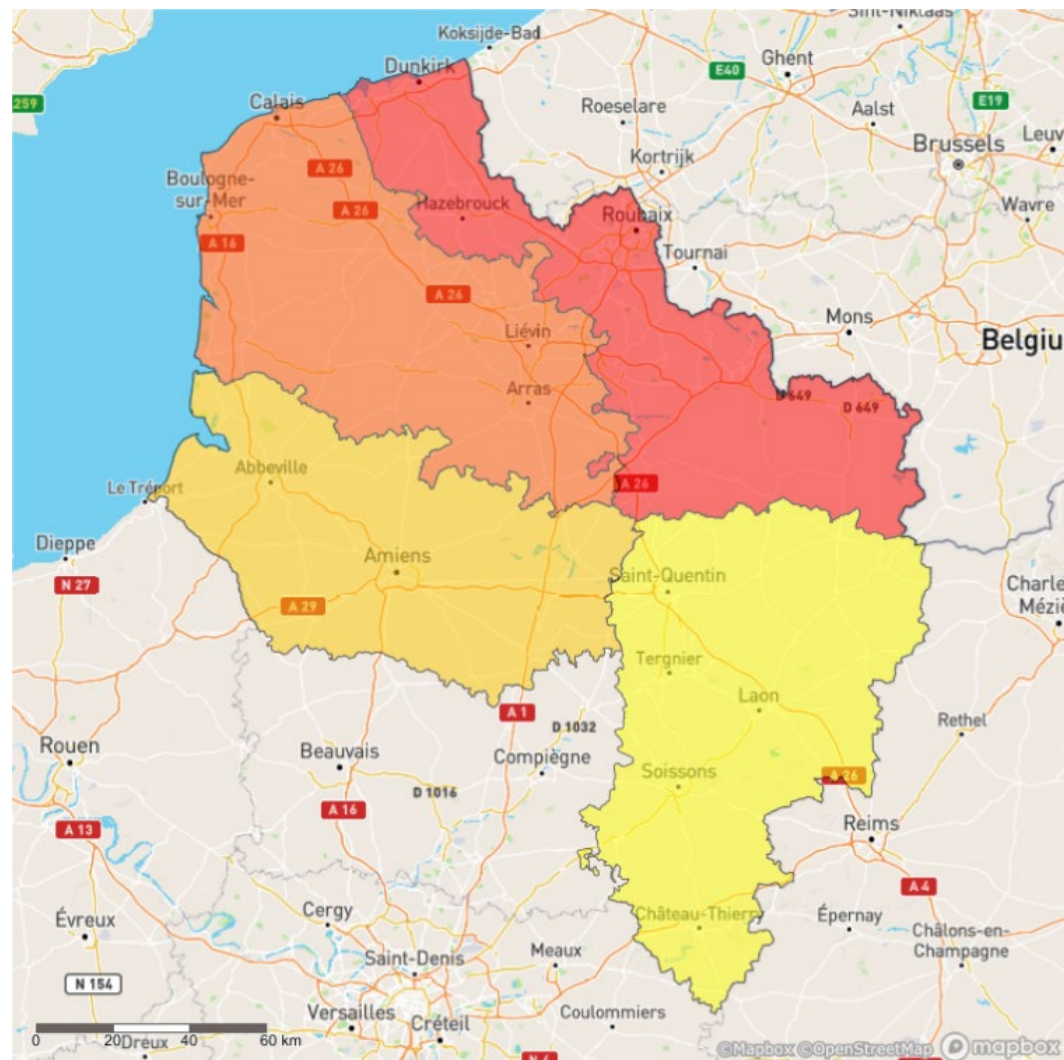 Sint-Niklaas
Koksijde-Bad
Dunkirk
E40
Ghent
259
E19
Calais
Roeselare
Aalst
Brussels
Leuv
Kortrijk
A 26
Boulogne-
sur-Mer
Hazebrouck
Roubaix
Wavre
A 26
A 16
Tournai
A 26
Mons
Liévin
Belgiu
Arras
D 649
D 649
Abbeville
A 26
Le Tréport
Dieppe
Amiens
Saint-Quentin
N 27
A 29
Charle
Méziè
Tergnier
Laon
A 1
D 1032
Rethel
Rouen
Beauvais
Compiègne
Soissons
A 26
D 1016
A 16
A 13
Reims
A 4
Évreux
Cergy
Château-Thierry
Épernay
Châlons-en-
Champagne
Saint-Denis
Meaux
N 154
Versailles
Créteil
Coulommiers
0 20 40 60 km
Dreux
N 4
©Mapbox ©OpenStreetMap mapbox